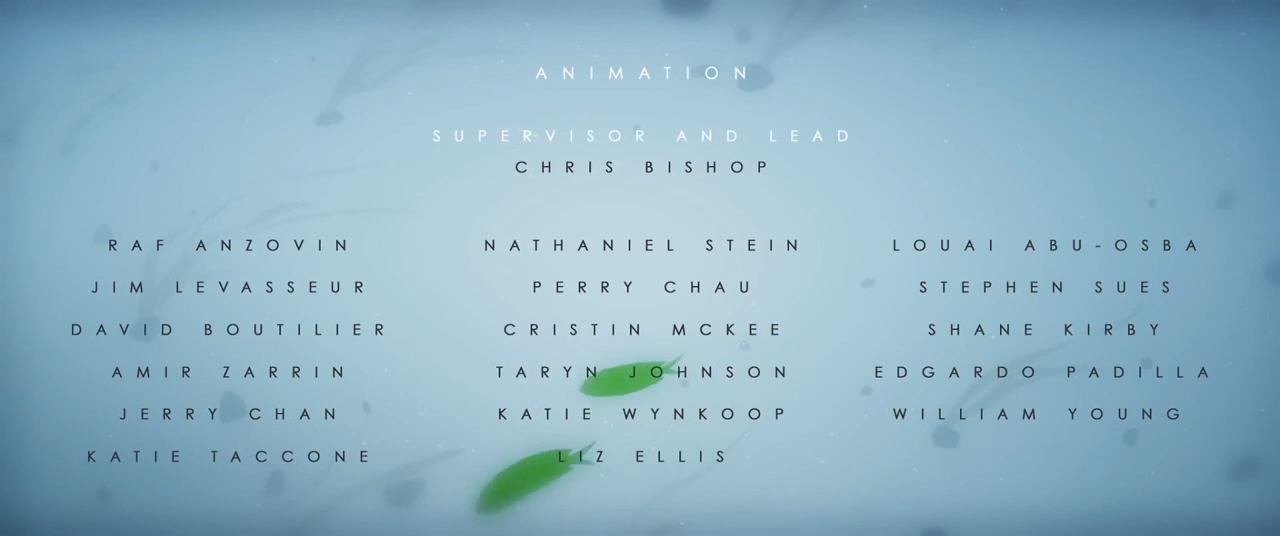 ANIMATION
SUPERVISOR AND LEAD
CHRIS BISHOP
RAF ANZOVIN NATHANIEL STEIN LOUAI ABU-OSBA
JIM LEVASSEUR PERRY CHAU STEPHEN SUES
DAVID BOUTILIER CRISTIN MCKEE SHANE KIRBY
AMIR ZARRIN TARYN JOHNSON EDGARDO PADILLA
JERRY CHAN KATIE WYNKOOP WILLIAM YOUNG
KATIE TACCONE LIZ ELLIS